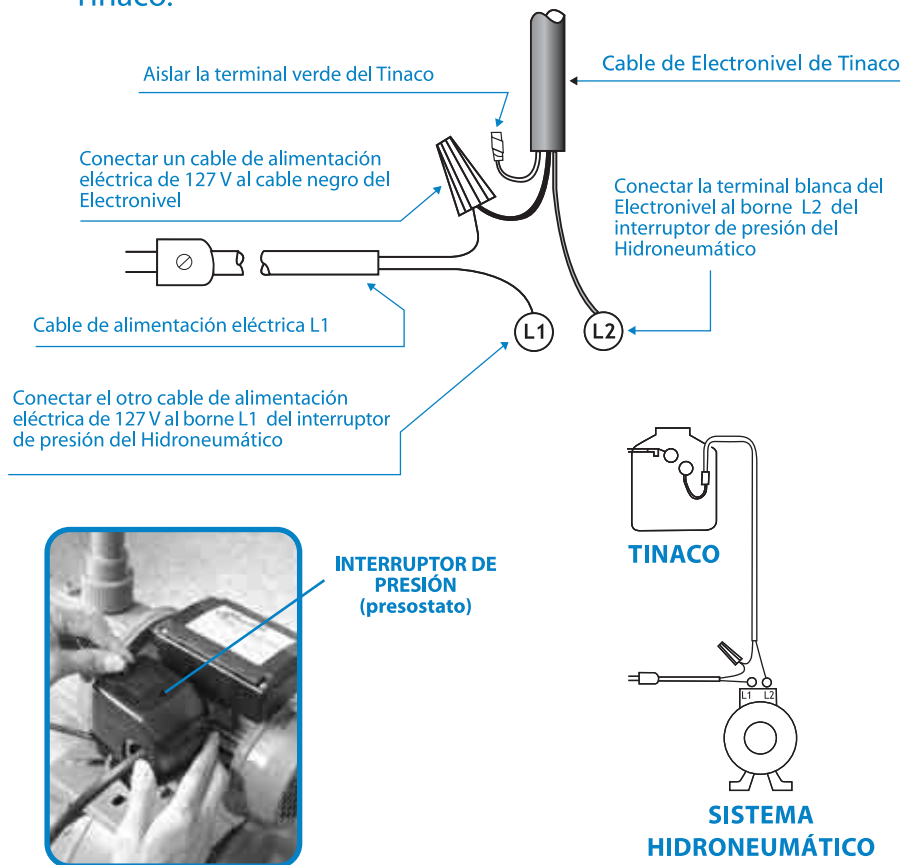 Tinaco.
Aislar la terminal verde del Tinaco
Cable de Electronivel de Tinaco
Conectar un cable de alimentación
eléctrica de 127 V al cable negro del
Electronivel
Conectar la terminal blanca del
Electronivel al borne L2 del
interruptor de presión del
Hidroneumático
Cable de alimentación eléctrica L1
L1
L2
Conectar el otro cable de alimentación
eléctrica de 127 V al borne L1 del interruptor
de presión del Hidroneumático
INTERRUPTOR DE
PRESIÓN
(presostato)
TINACO
L1 L2
SISTEMA
HIDRONEUMÁTICO